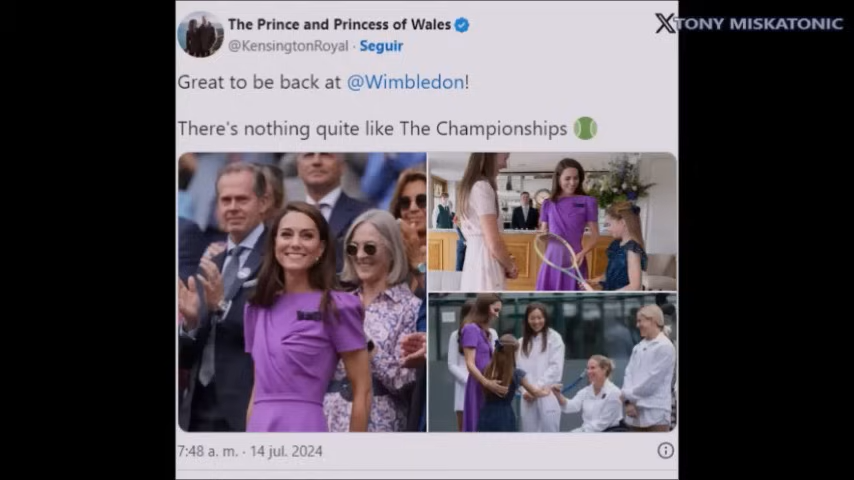 The Prince and Princess of Wales
@KensingtonRoyal · Seguir
TONY MISKATONIC
Great to be back at @Wimbledon!
There's nothing quite like The Championships
7:48 a. m. · 14 jul. 2024